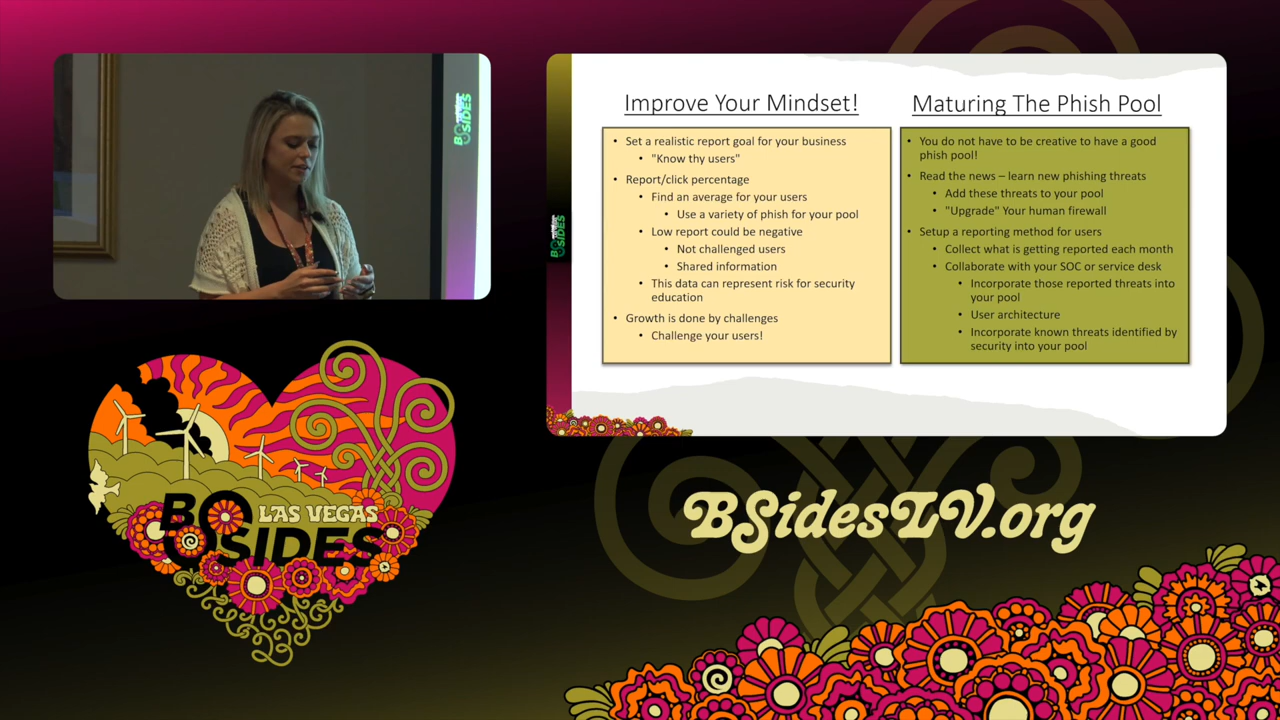 BSIDES
Improve Your Mindset!
• Set a realistic report goal for your business
• "Know thy users"
• Report/click percentage
• Find an average for your users
• Use a variety of phish for your pool
• Low report could be negative
• Not challenged users
• Shared information
• This data can represent risk for security
education
• Growth is done by challenges
• Challenge your users!
Maturing The Phish Pool
• You do not have to be creative to have a good
phish pool!
• Read the news – learn new phishing threats
• Add these threats to your pool
• "Upgrade" Your human firewall
• Setup a reporting method for users
• Collect what is getting reported each month
• Collaborate with your SOC or service desk
• Incorporate those reported threats into
your pool
• User architecture
• Incorporate known threats identified by
security into your pool
BSIDES
BSIDES
LAS VEGAS
23
BSidesLV.org